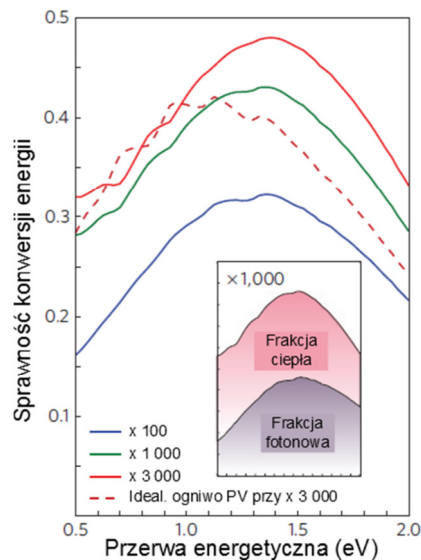 Sprawność konwersji energii
0.5
0.4
0.3
0.2
0.1
×1,000
Frakcja
ciepła
Frakcja
fotonowa
x 100
x 1 000
x 3 000
Ideal. ogniwo PV przy x 3 000
0.5 1.0 1.5 2.0
Przerwa energetyczna (eV)